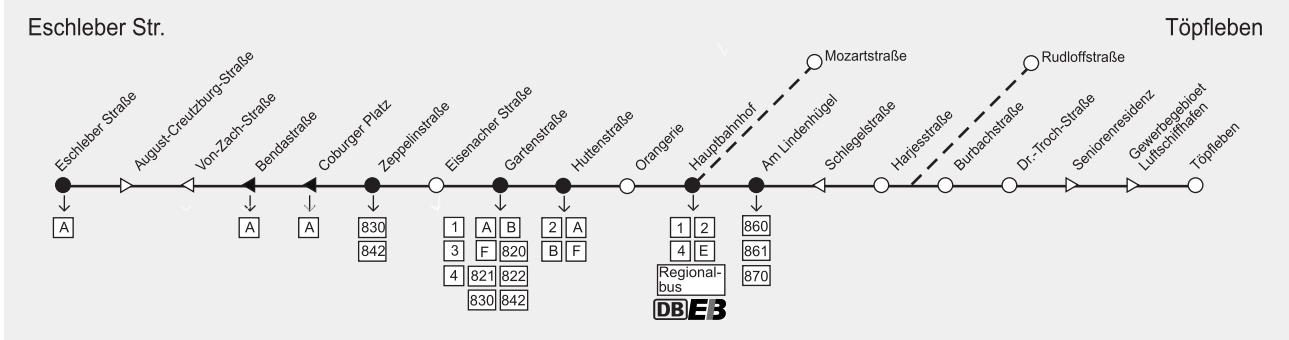 Eschleber Str.
Töpfleben
Eschleber Straße
August-Creutzburg-Straße
Von-Zach-Straße
Bendastraße
Coburger Platz
Zeppelinstraße
Eisenacher Straße
Gartenstraße
Huttenstraße
Orangerie
Hauptbahnhof
Mozartstraße
Am Lindenhügel
Schlegelstraße
Harjesstraße
Rudloffstraße
Burbachstraße
Dr.-Troch-Straße
Seniorenresidenz
Gewerbegebioet
Luftschiffhafen
Töpfleben
A
A
A
830
842
1
3
4
A B
F 820
821 822
830 842
2 A
B F
1 2
4 E
Regional-
bus
DB EB
860
861
870